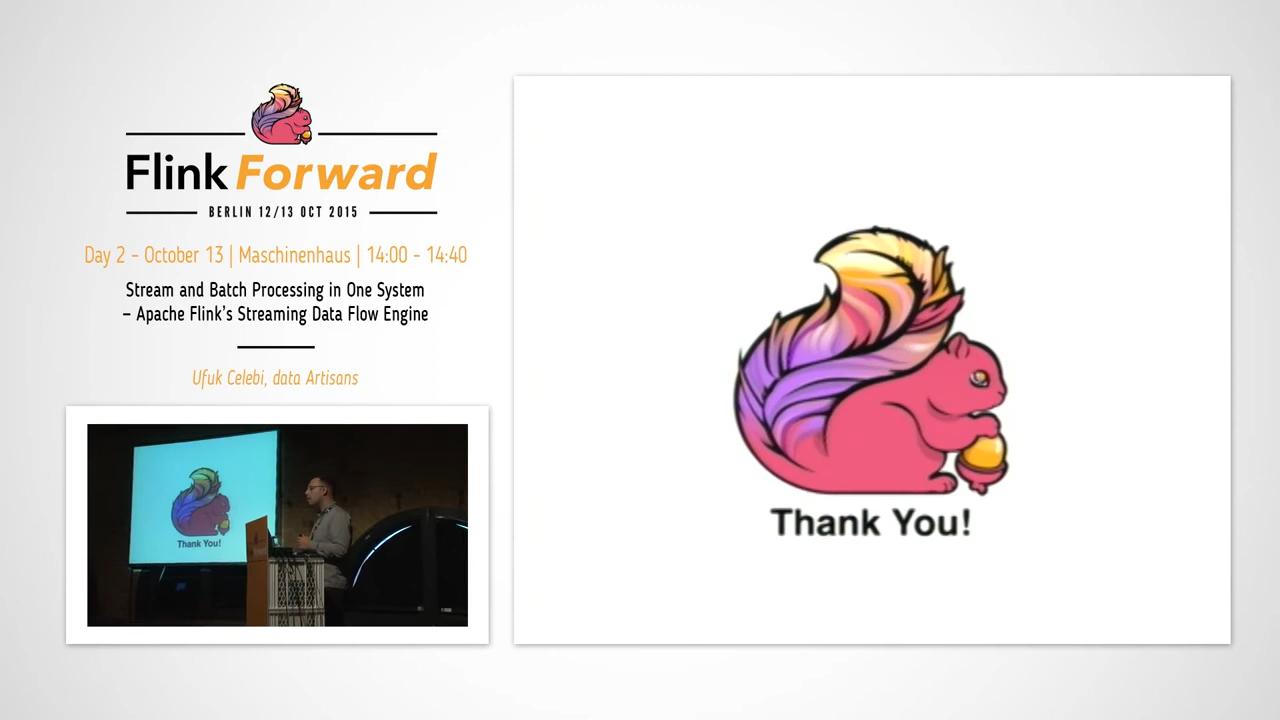 Flink Forward
BERLIN 12/13 OCT 2015
Day 2 - October 13 | Maschinenhaus | 14:00 - 14:40
Stream and Batch Processing in One System
– Apache Flink's Streaming Data Flow Engine
Ufuk Celebi, data Artisans
Thank You!
Thank You!